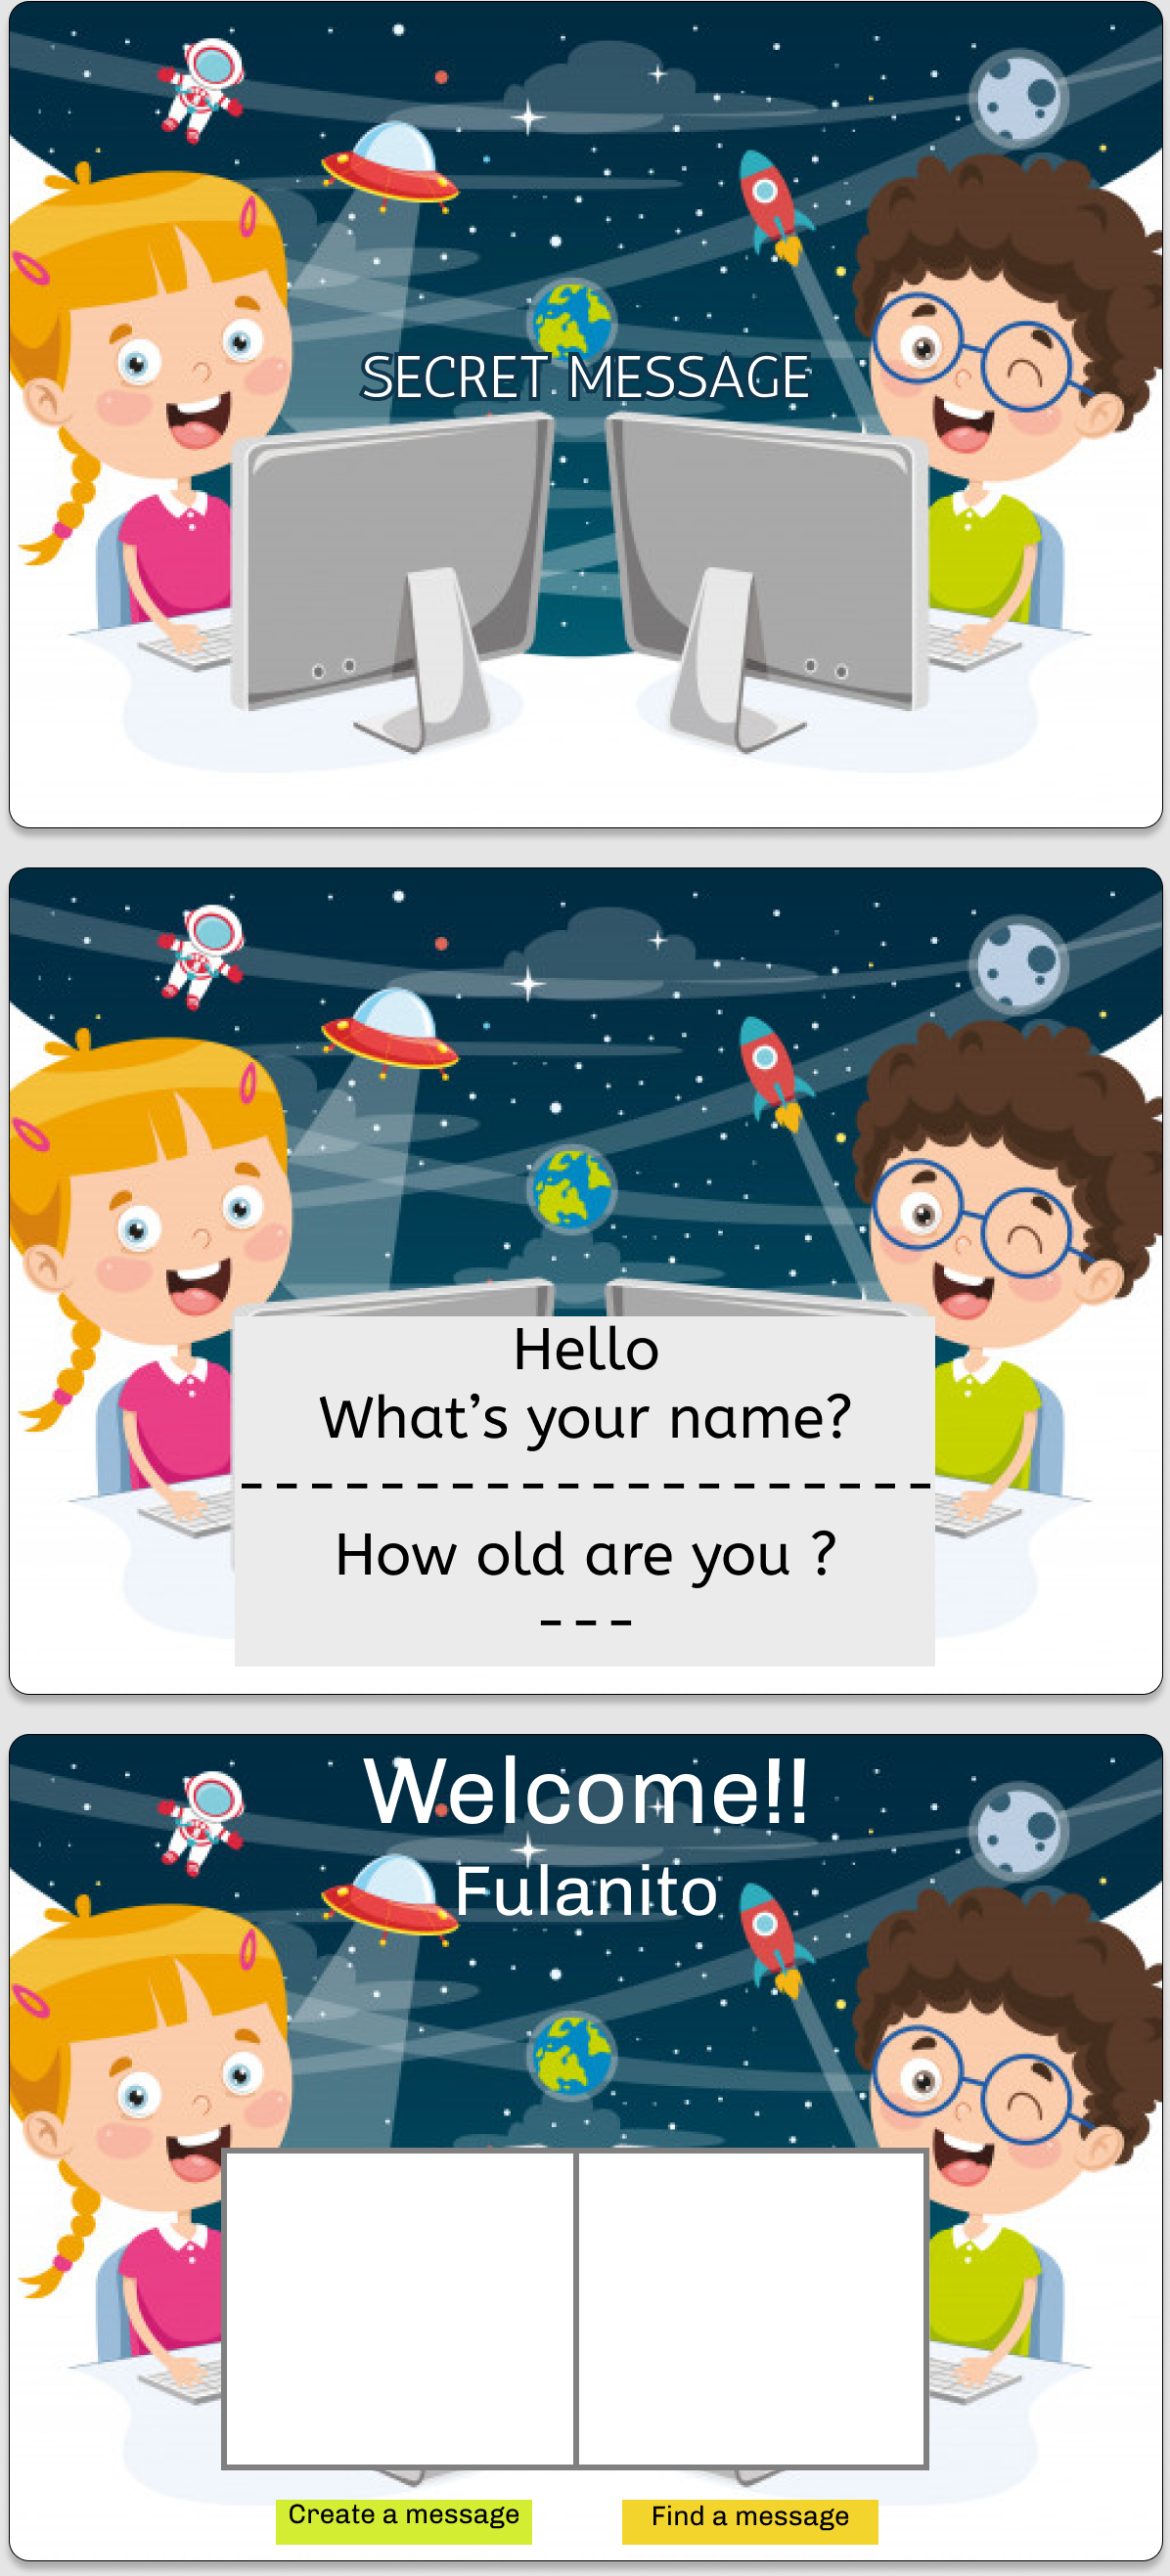 SECRET MESSAGE
Hello
What's your name?
--------------------
How old are you ?
---
Welcome!!
Fulanito
Create a message
Find a message